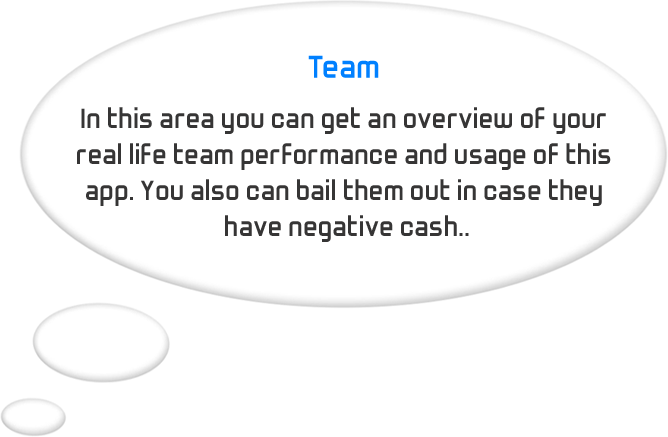 Team
In this area you can get an overview of your
real life team performance and usage of this
app. You also can bail them out in case they
have negative cash..